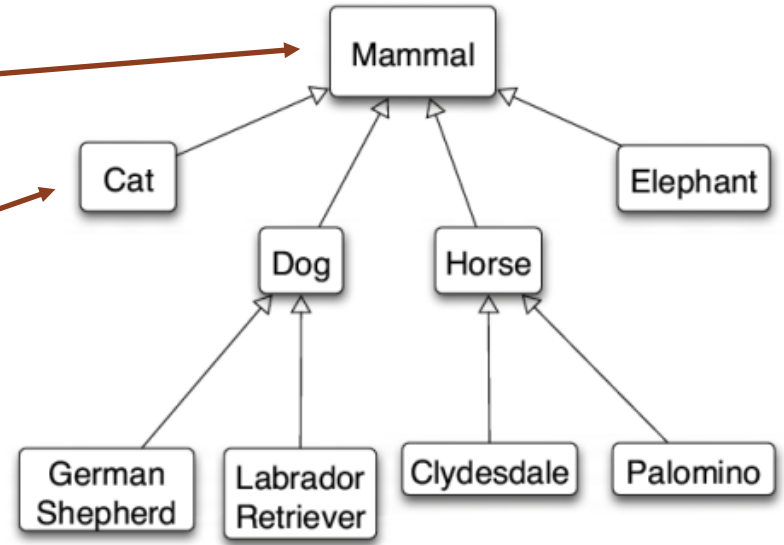 Mammal
Cat
Elephant
Dog
Horse
German
Shepherd
Labrador
Retriever
Clydesdale
Palomino